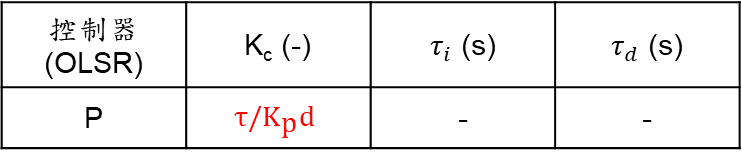 控制器
(OLSR)
Kc (-)
τi (s)
τd (s)
P
τ/Kpd
-
-